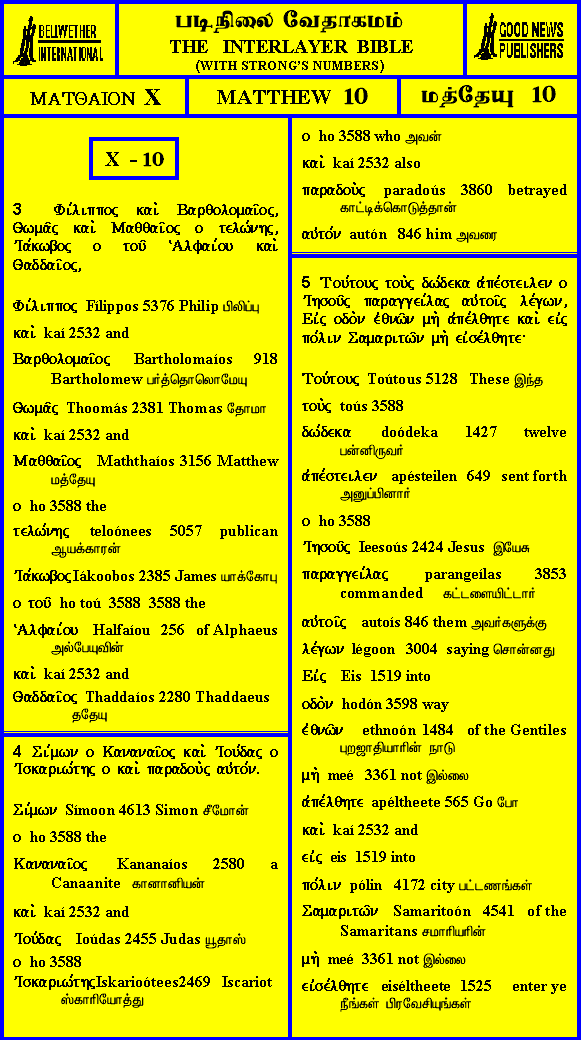 BELLWETHER
INTERNATIONAL
படிநிலை வேதாகமம்
THE INTERLAYER BIBLE
(WITH STRONG'S NUMBERS)
GOOD NEWS
PUBLISHERS
ΜΑΤΘΑΙΟΝ X
MATTHEW 10
மத்தேயு 10
X - 10
3 Φίλιππος καὶ Βαρθολομαῖος,
Θωμᾶς καὶ Μαθθαῖος ο τελώνης,
Ἰάκωβος ο τοῦ Ἁλφαίου καὶ
Θαδδαῖος,
Φίλιππος Fílippos 5376 Philip பிலிப்பு
καὶ kaí 2532 and
Βαρθολομαῖος Bartholomaíos 918
Bartholomew பர்த்தொலொமேயு
Θωμᾶς Thoomás 2381 Thomas தோமா
καὶ kaí 2532 and
Μαθθαῖος Maththaíos 3156 Matthew
மத்தேயு
ο ho 3588 the
τελώνης teloónees 5057 publican
ஆயக்காரன்
Ἰάκωβος Iákoobos 2385 James யாக்கோபு
ο τοῦ ho toú 3588 3588 the
Ἁλφαίου Halfaíou 256 of Alphaeus
அல்பேயுவின்
καὶ kaí 2532 and
Θαδδαῖος Thaddaíos 2280 Thaddaeus
ததேயு
4 Σίμων ο Καναναῖος καὶ Ἰούδας ο
Ἰσκαριώτης ο καὶ παραδοὺς αὐτόν.
Σίμων Símoon 4613 Simon சீமோன்
ο ho 3588 the
Καναναῖος Kananaíos 2580 a
Canaanite கானானியன்
καὶ kaí 2532 and
Ἰούδας Ioúdas 2455 Judas யூதாஸ்
ο ho 3588
Ἰσκαριώτης Iskarioótees2469 Iscariot
ஸ்காரியோத்து
ο ho 3588 who அவன்
καὶ kaí 2532 also
παραδοὺς paradoús 3860 betrayed
காட்டிக்கொடுத்தான்
αὐτόν autón 846 him அவரை
5 Τούτους τοὺς δώδεκα ἀπέστειλεν ο
Ἰησοῦς παραγγείλας αὐτοῖς λέγων,
Εἰς οδὸν ἐθνῶν μὴ ἀπέλθητε καὶ εἰς
πόλιν Σαμαριτῶν μὴ εἰσέλθητε·
Τούτους Toútous 5128 These இந்த
τοὺς toús 3588
δώδεκα doódeka 1427 twelve
பன்னிருவர்
ἀπέστειλεν apésteilen 649 sent forth
அனுப்பினார்
ο ho 3588
Ἰησοῦς Ieesoús 2424 Jesus இயேசு
παραγγείλας parangeílas 3853
commanded கட்டளையிட்டார்
αὐτοῖς autoís 846 them அவர்களுக்கு
λέγων légoon 3004 saying சொன்னது
Εἰς Eis 1519 into
οδὸν hodón 3598 way
ἐθνῶν ethnoón 1484 of the Gentiles
புறஜாதியாரின் நாடு
μὴ meé 3361 not இல்லை
ἀπέλθητε apéltheete 565 Go போ
καὶ kaí 2532 and
εἰς eis 1519 into
πόλιν pólin 4172 city பட்டணங்கள்
Σαμαριτῶν Samaritoón 4541 of the
Samaritans சமாரியரின்
μὴ meé 3361 not இல்லை
εἰσέλθητε eiséltheete 1525 enter ye
நீங்கள் பிரவேசியுங்கள்